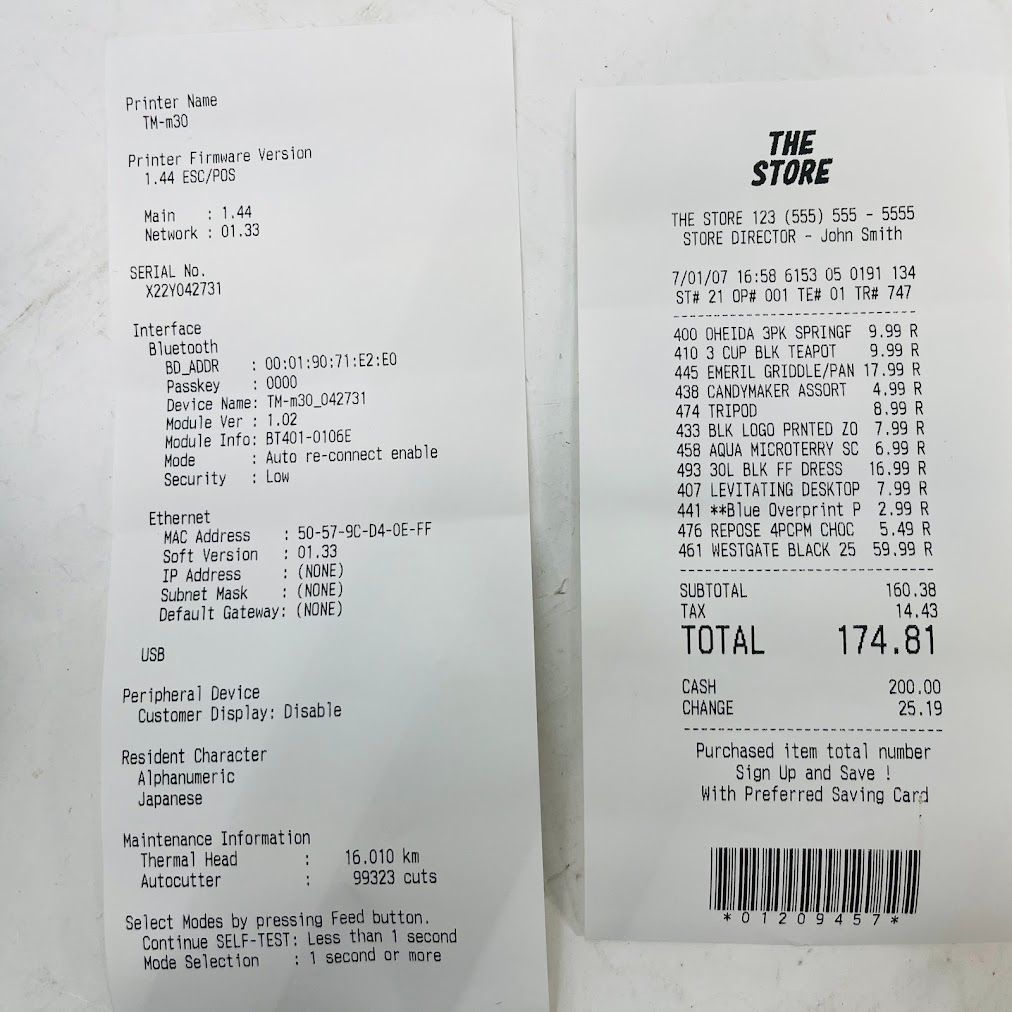 Printer Name
TM-m30
Printer Firmware Version
1.44 ESC/POS
Main : 1.44
Network : 01.33
SERIAL No.
X22Y042731
Interface
Bluetooth
BD_ADDR : 00:01:90:71:E2:E0
Passkey : 0000
Device Name: TM-m30_042731
Module Ver : 1.02
Module Info: BT401-0106E
Mode : Auto re-connect enable
Security : Low
Ethernet
MAC Address : 50-57-9C-D4-0E-FF
Soft Version : 01.33
IP Address : (NONE)
Subnet Mask : (NONE)
Default Gateway: (NONE)
USB
Peripheral Device
Customer Display: Disable
Resident Character
Alphanumeric
Japanese
Maintenance Information
Thermal Head : 16.010 km
Autocutter : 99323 cuts
Select Modes by pressing Feed button.
Continue SELF-TEST: Less than 1 second
Mode Selection : 1 second or more
THE
STORE
THE STORE 123 (555) 555 - 5555
STORE DIRECTOR - John Smith
7/01/07 16:58 6153 05 0191 134
ST# 21 OP# 001 TE# 01 TR# 747
------------------------------
400 OHEIDA 3PK SPRINGF 9.99 R
410 3 CUP BLK TEAPOT 9.99 R
445 EMERIL GRIDDLE/PAN 17.99 R
438 CANDYMAKER ASSORT 4.99 R
474 TRIPOD 8.99 R
433 BLK LOGO PRNTED ZO 7.99 R
458 AQUA MICROTERRY SC 6.99 R
493 30L BLK FF DRESS 16.99 R
407 LEVITATING DESKTOP 7.99 R
441 **Blue Overprint P 2.99 R
476 REPOSE 4PCPM CHOC 5.49 R
461 WESTGATE BLACK 25 59.99 R
------------------------------
SUBTOTAL 160.38
TAX 14.43
TOTAL 174.81
CASH 200.00
CHANGE 25.19
------------------------------
Purchased item total number
Sign Up and Save !
With Preferred Saving Card
*01209457*